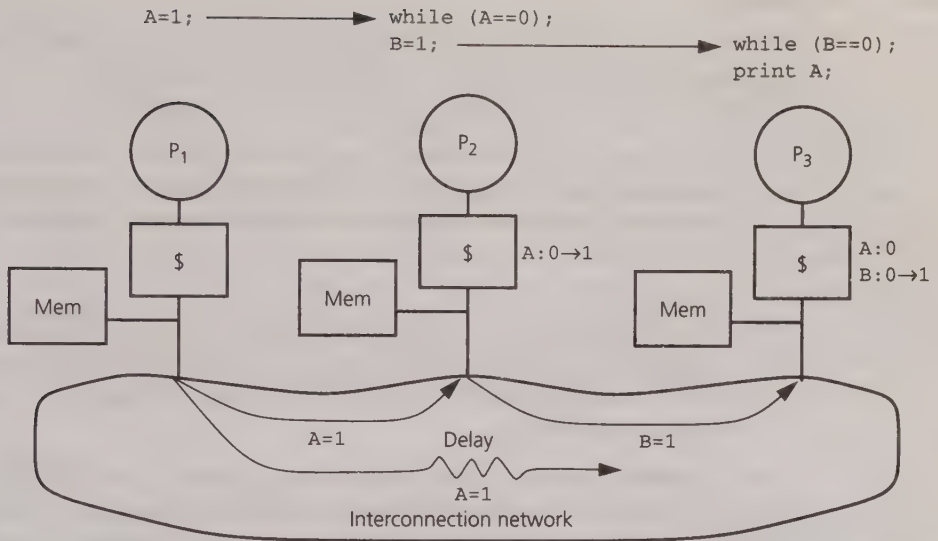 A=1;
while (A==0);
B=1;
while (B==0);
print A;
P1
P2
P3
$
A:0→1
$
$
A:0
B:0→1
Mem
Mem
Mem
A=1
Delay
A=1
B=1
Interconnection network